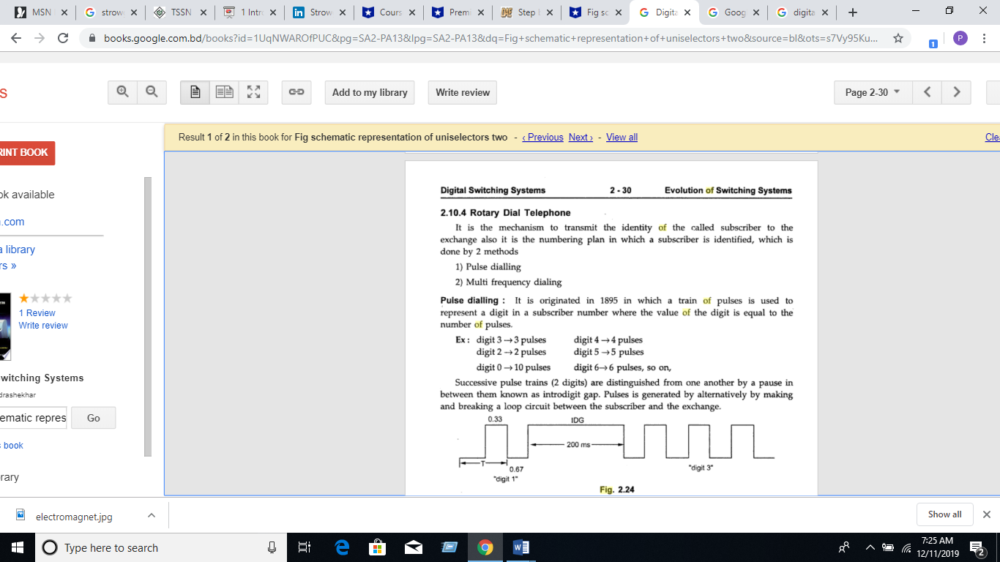 MSN
strow
TSSN
1 Intr
Strow
Cours
Prem
Step
Fig sc
Digita
Goog
digita
books.google.com.bd/books?id=1UqNWAROfPUC&pg=SA2-PA13&lpg=SA2-PA13&dq=Fig+schematic+representation+of+uniselectors+two&source=bl&ots=s7Vy95Ku...
P
1
s
Add to my library
Write review
Page 2-30
Result 1 of 2 in this book for Fig schematic representation of uniselectors two - ‹ Previous Next › - View all
Cle
RINT BOOK
ok available
.com
a library
rs »
1 Review
Write review
witching Systems
drashekhar
ematic repres
Go
s book
rary
Digital Switching Systems 2 - 30 Evolution of Switching Systems
2.10.4 Rotary Dial Telephone
It is the mechanism to transmit the identity of the called subscriber to the
exchange also it is the numbering plan in which a subscriber is identified, which is
done by 2 methods
1) Pulse dialling
2) Multi frequency dialing
Pulse dialling : It is originated in 1895 in which a train of pulses is used to
represent a digit in a subscriber number where the value of the digit is equal to the
number of pulses.
Ex : digit 3 → 3 pulses digit 4 → 4 pulses
digit 2 → 2 pulses digit 5 → 5 pulses
digit 0 → 10 pulses digit 6→ 6 pulses, so on,
Successive pulse trains (2 digits) are distinguished from one another by a pause in
between them known as introdigit gap. Pulses is generated by alternatively by making
and breaking a loop circuit between the subscriber and the exchange.
0.33 IDG
200 ms
T
0.67
"digit 1"
"digit 3"
Fig. 2.24
electromagnet.jpg
Show all
Type here to search
7:25 AM
12/11/2019
2